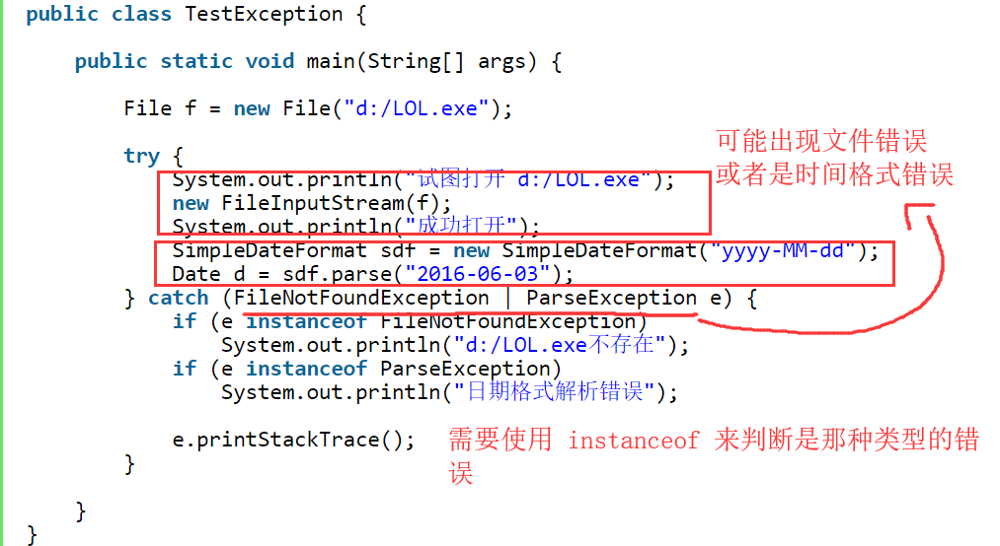 public class TestException {
public static void main(String[] args) {
File f = new File("d:/LOL.exe");
可能出现文件错误
或者是时间格式错误
try {
System.out.println("试图打开 d:/LOL.exe");
new FileInputStream(f);
System.out.println("成功打开");
SimpleDateFormat sdf = new SimpleDateFormat("yyyy-MM-dd");
Date d = sdf.parse("2016-06-03");
} catch (FileNotFoundException | ParseException e) {
if (e instanceof FileNotFoundException)
System.out.println("d:/LOL.exe不存在");
if (e instanceof ParseException)
System.out.println("日期格式解析错误");
e.printStackTrace();
需要使用 instanceof 来判断是那种类型的错
误
}
}
}